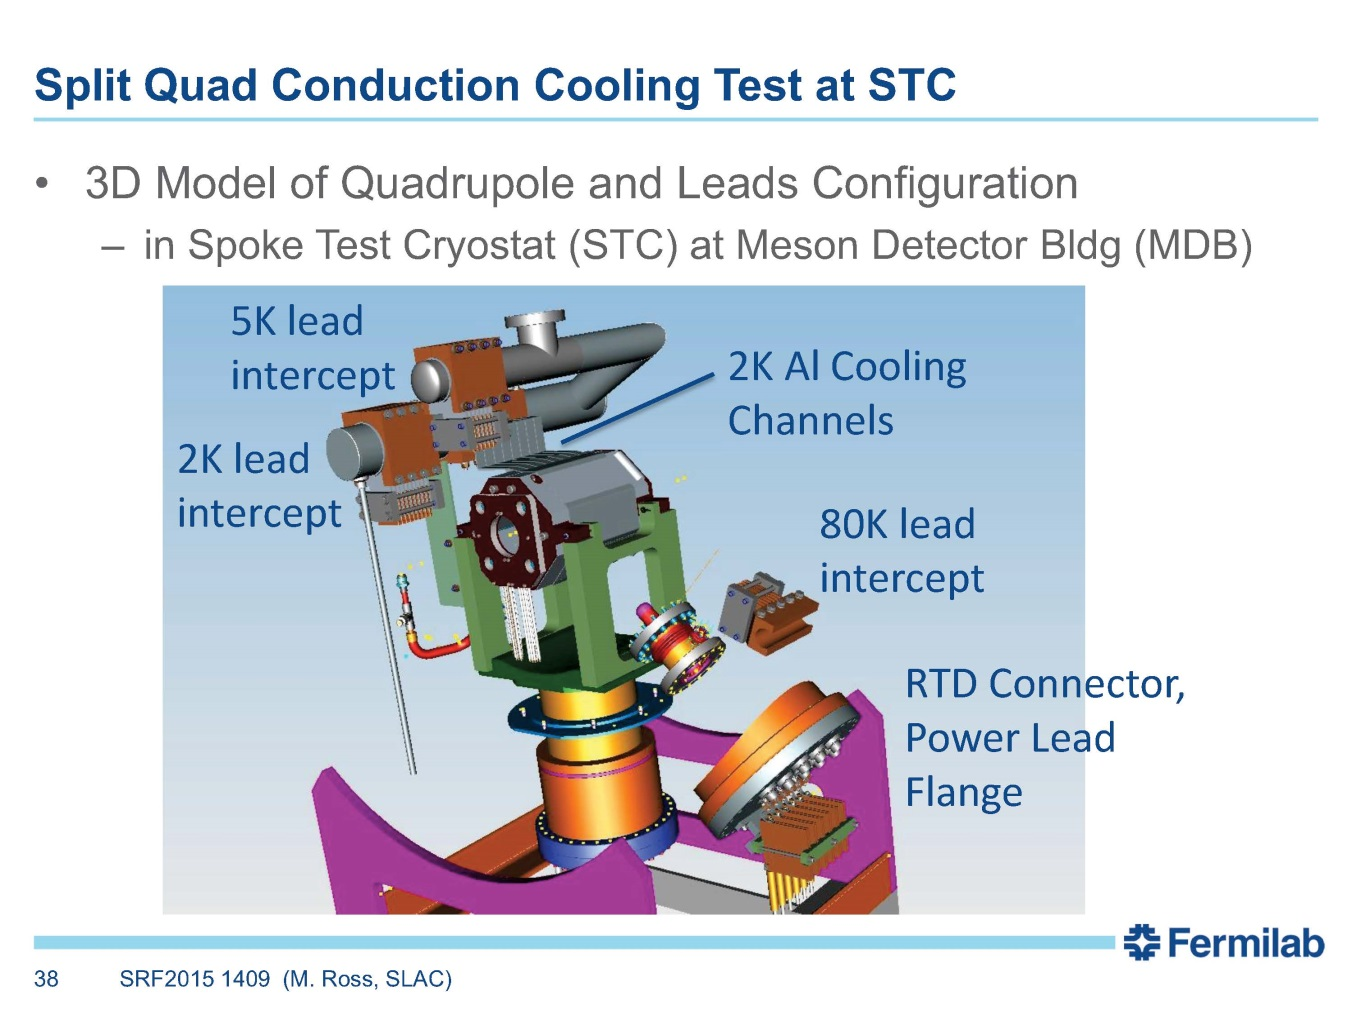 Split Quad Conduction Cooling Test at STC
• 3D Model of Quadrupole and Leads Configuration
– in Spoke Test Cryostat (STC) at Meson Detector Bldg (MDB)
5K lead
intercept
2K Al Cooling
Channels
2K lead
intercept
80K lead
intercept
RTD Connector,
Power Lead
Flange
Fermilab
38 SRF2015 1409 (M. Ross, SLAC)